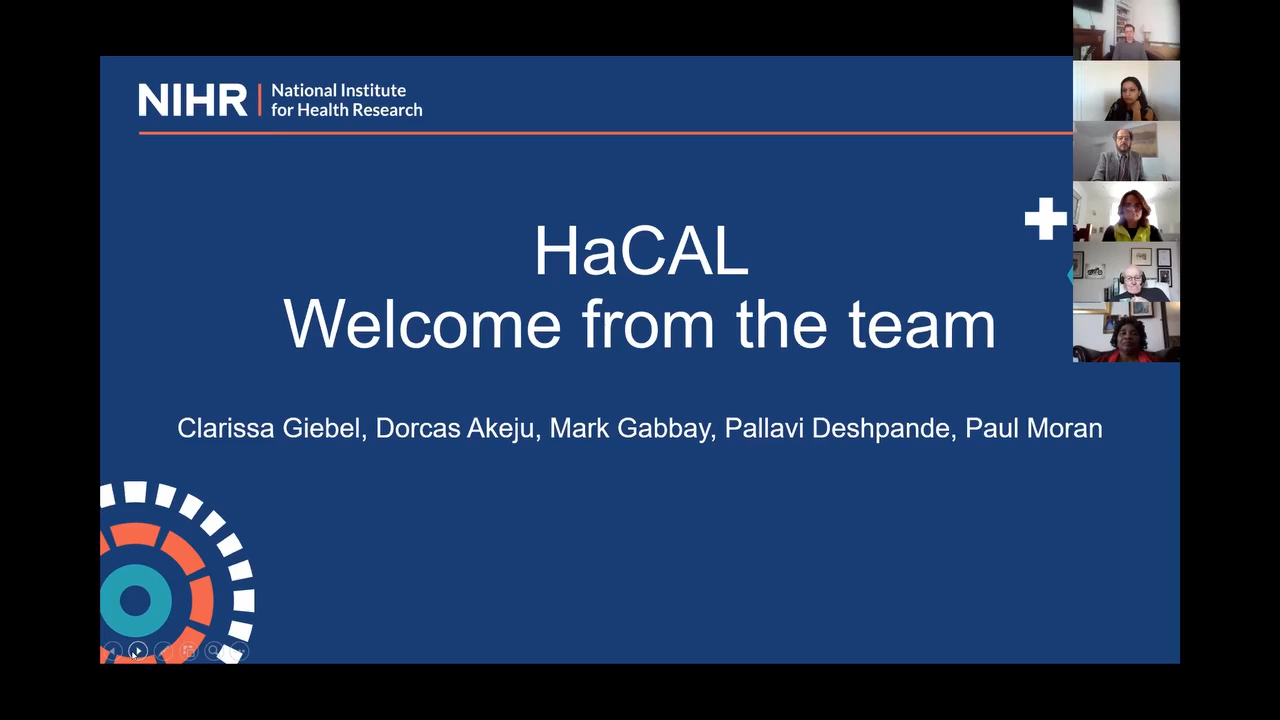 NIHR
National Institute
for Health Research
HaCAL
Welcome from the team
Clarissa Giebel, Dorcas Akeju, Mark Gabbay, Pallavi Deshpande, Paul Moran